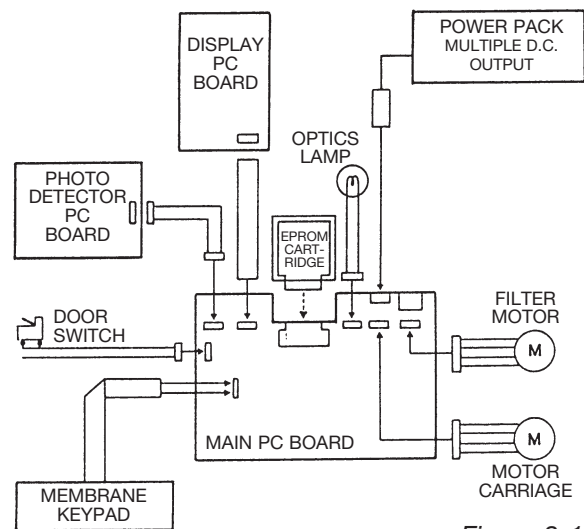 DISPLAY
PC
BOARD
POWER PACK
MULTIPLE D.C.
OUTPUT
OPTICS
LAMP
PHOTO
DETECTOR
PC
BOARD
EPROM
CART-
RIDGE
DOOR
SWITCH
FILTER
MOTOR
M
MAIN PC BOARD
M
MOTOR
CARRIAGE
MEMBRANE
KEYPAD